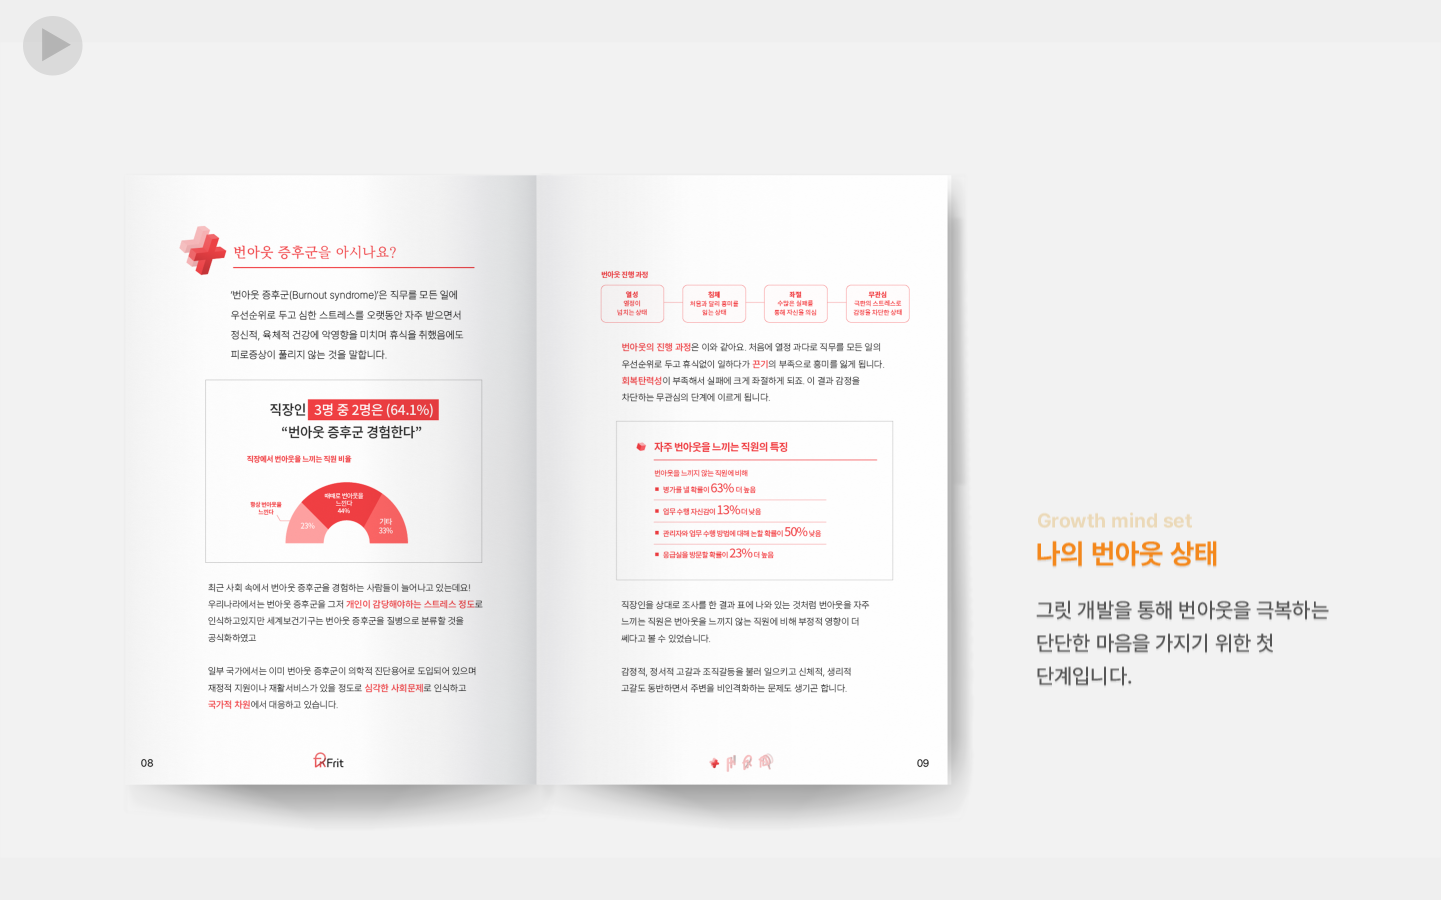 번아웃 증후군을 아시나요?
'번아웃 증후군(Burnout syndrome)'은 직무를 모든 일에
우선순위로 두고 심한 스트레스를 오랫동안 자주 받으면서
정신적, 육체적 건강에 악영향을 미치며 휴식을 취했음에도
피로증상이 풀리지 않는 것을 말합니다.
직장인 3명 중 2명은 (64.1%)
“번아웃 증후군 경험한다”
직장에서 번아웃을 느끼는 직원 비율
항상 번아웃을
느낀다
23%
때때로 번아웃을
느낀다
44%
기타
33%
최근 사회 속에서 번아웃 증후군을 경험하는 사람들이 늘어나고 있는데요!
우리나라에서는 번아웃 증후군을 그저 개인이 감당해야하는 스트레스 정도로
인식하고있지만 세계보건기구는 번아웃 증후군을 질병으로 분류할 것을
공식화하였고
일부 국가에서는 이미 번아웃 증후군이 의학적 진단용어로 도입되어 있으며
재정적 지원이나 재활서비스가 있을 정도로 심각한 사회문제로 인식하고
국가적 차원에서 대응하고 있습니다.
08
Frit
번아웃 진행 과정
열성
열정이
넘치는 상태
침체
처음과 달리 흥미를
잃는 상태
좌절
수많은 실패를
통해 자신을 의심
무관심
극한의 스트레스로
감정을 차단한 상태
번아웃의 진행 과정은 이와 같아요. 처음에 열정 과다로 직무를 모든 일의
우선순위로 두고 휴식없이 일하다가 끈기의 부족으로 흥미를 잃게 됩니다.
회복탄력성이 부족해서 실패에 크게 좌절하게 되죠. 이 결과 감정을
차단하는 무관심의 단계에 이르게 됩니다.
자주 번아웃을 느끼는 직원의 특징
번아웃을 느끼지 않는 직원에 비해
병가를 낼 확률이 63% 더 높음
업무 수행 자신감이 13% 더 낮음
관리자와 업무 수행 방법에 대해 논할 확률이 50% 낮음
응급실을 방문할 확률이 23% 더 높음
직장인을 상대로 조사를 한 결과 표에 나와 있는 것처럼 번아웃을 자주
느끼는 직원은 번아웃을 느끼지 않는 직원에 비해 부정적 영향이 더
쎄다고 볼 수 있었습니다.
감정적, 정서적 고갈과 조직갈등을 불러 일으키고 신체적, 생리적
고갈도 동반하면서 주변을 비인격화하는 문제도 생기곤 합니다.
09
Growth mind set
나의 번아웃 상태
그릿 개발을 통해 번아웃을 극복하는
단단한 마음을 가지기 위한 첫
단계입니다.